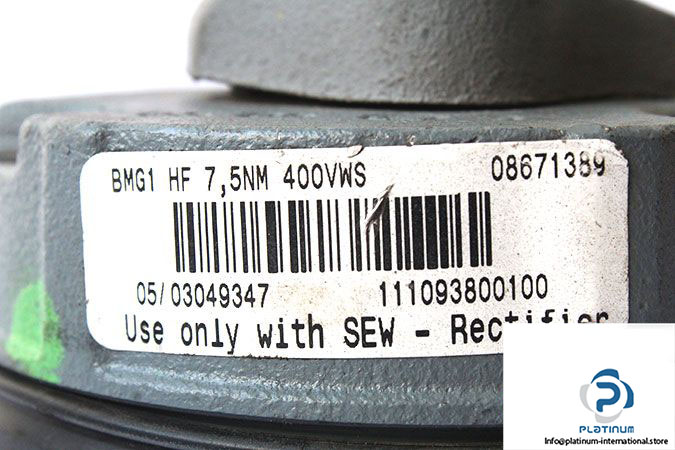 BMG1 HF 7,5NM 400VWS 08671389
05/03049347 111093800100
Use only with SEW - Rectifier
PLATINUM
Info@platinum-international.store